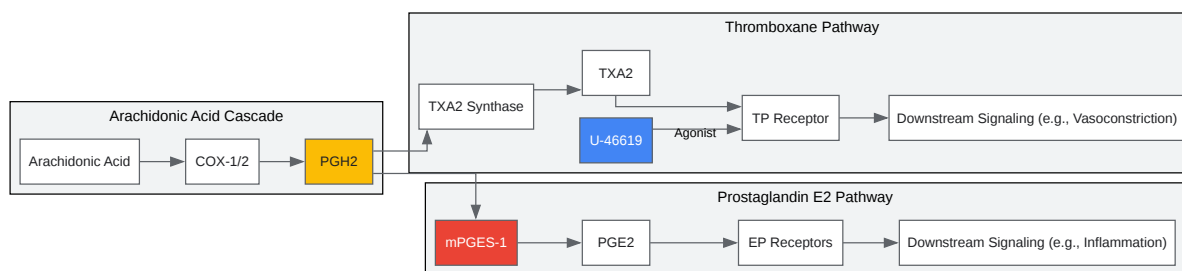 Thromboxane Pathway
TXA2
TXA2 Synthase
Arachidonic Acid Cascade
TP Receptor
Downstream Signaling (e.g., Vasoconstriction)
U-46619
Agonist
Arachidonic Acid
COX-1/2
PGH2
Prostaglandin E2 Pathway
mPGES-1
PGE2
EP Receptors
Downstream Signaling (e.g., Inflammation)